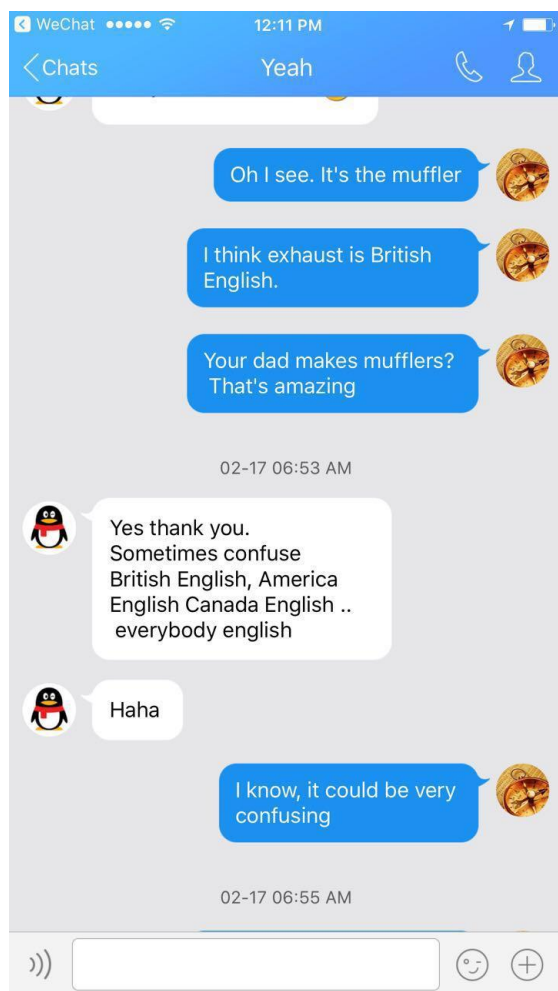 WeChat
12:11 PM
Chats
Yeah
Oh I see. It's the muffler
I think exhaust is British
English.
Your dad makes mufflers?
That's amazing
02-17 06:53 AM
Yes thank you.
Sometimes confuse
British English, America
English Canada English ..
everybody english
Haha
I know, it could be very
confusing
02-17 06:55 AM